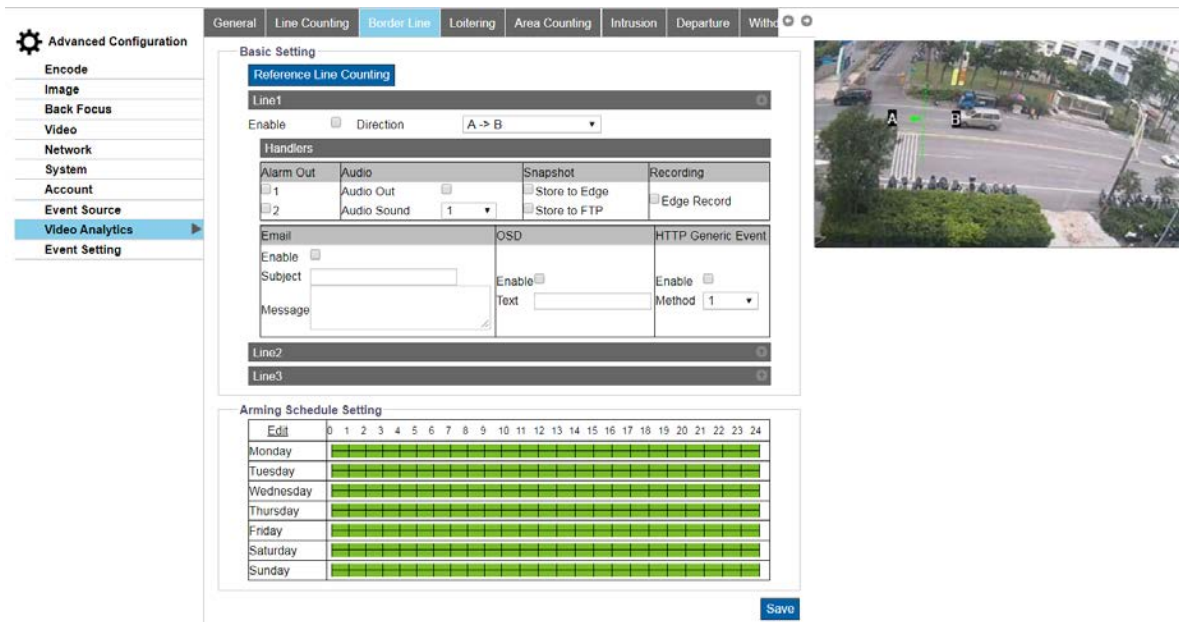 Advanced Configuration
Encode
Image
Back Focus
Video
Network
System
Account
Event Source
Video Analytics
Event Setting
General Line Counting Border Line Loitering Area Counting Intrusion Departure Withd
Basic Setting
Reference Line Counting
Line1
Enable Direction A -> B
Handlers
Alarm Out Audio Snapshot Recording
1 Audio Out Store to Edge
2 Audio Sound 1 Store to FTP
Edge Record
Email OSD HTTP Generic Event
Enable
Subject
Message
Enable
Text
Enable
Method 1
Line2
Line3
Arming Schedule Setting
Edit 0 1 2 3 4 5 6 7 8 9 10 11 12 13 14 15 16 17 18 19 20 21 22 23 24
Monday
Tuesday
Wednesday
Thursday
Friday
Saturday
Sunday
Save
A B